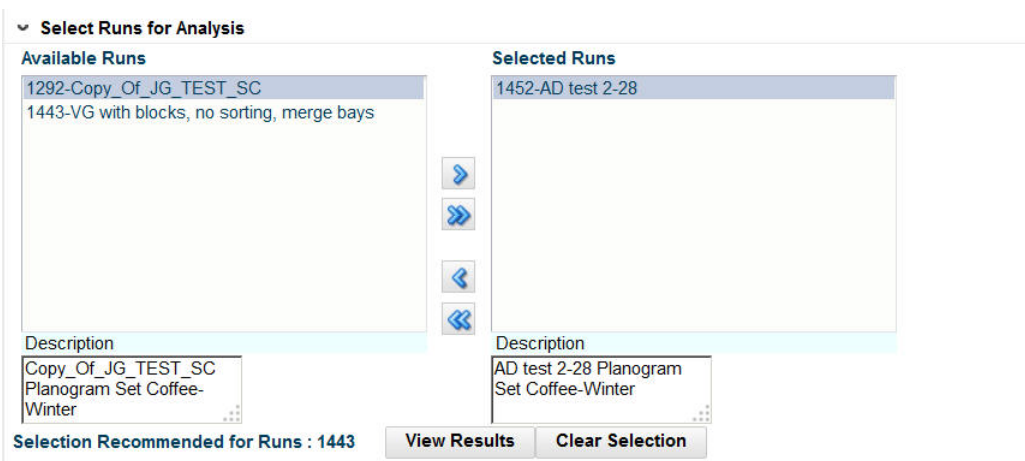 Select Runs for Analysis
Available Runs
Selected Runs
1292-Copy_Of_JG_TEST_SC
1443-VG with blocks, no sorting, merge bays
1452-AD test 2-28
Description
Copy_Of_JG_TEST_SC
Planogram Set Coffee-
Winter
Description
AD test 2-28 Planogram
Set Coffee-Winter
Selection Recommended for Runs : 1443
View Results
Clear Selection